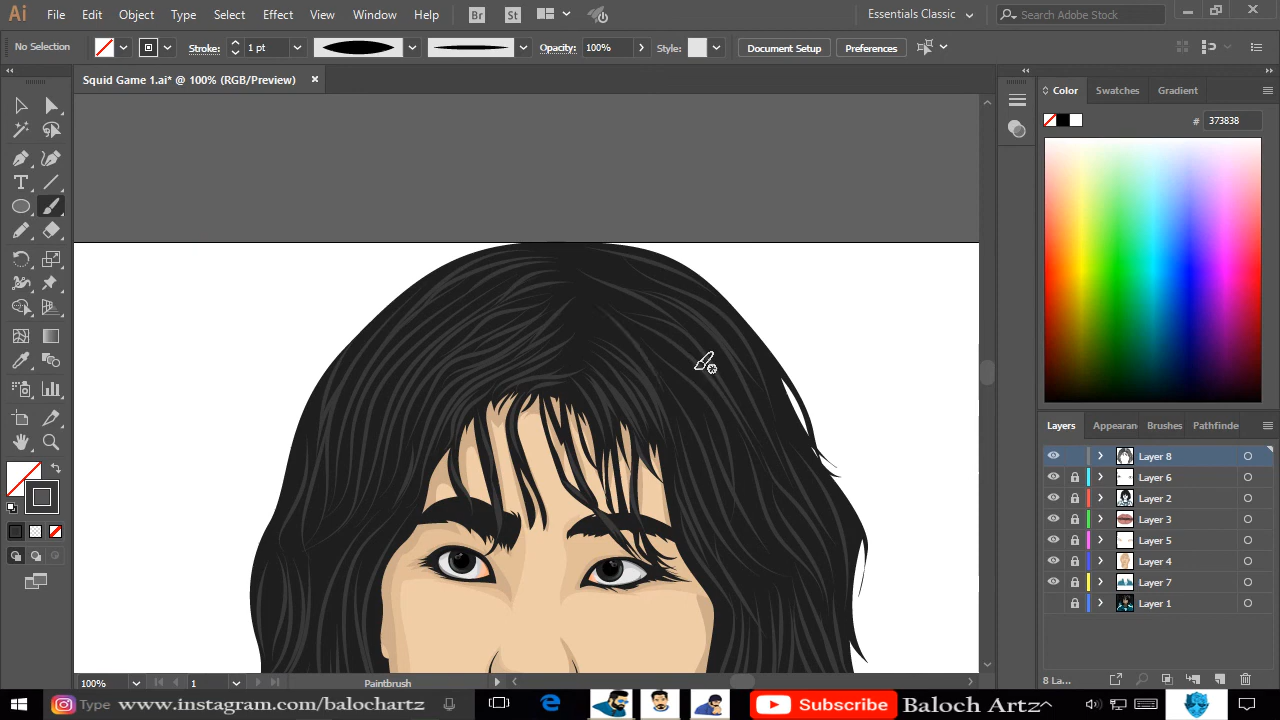 Ai File Edit Object Type Select Effect View Window Help Br St Essentials Classic Search Adobe Stock
No Selection Stroke: 1 pt Opacity: 100% Style: Document Setup Preferences
Squid Game 1.ai* @ 100% (RGB/Preview)
Color Swatches Gradient
# 373838
Layers Appearan Brushes Pathfinde
Layer 8
Layer 6
Layer 2
Layer 3
Layer 5
Layer 4
Layer 7
Layer 1
100% 1 Paintbrush 8 La...
Type www.instagram.com/balochartz Subscribe Baloch Artz